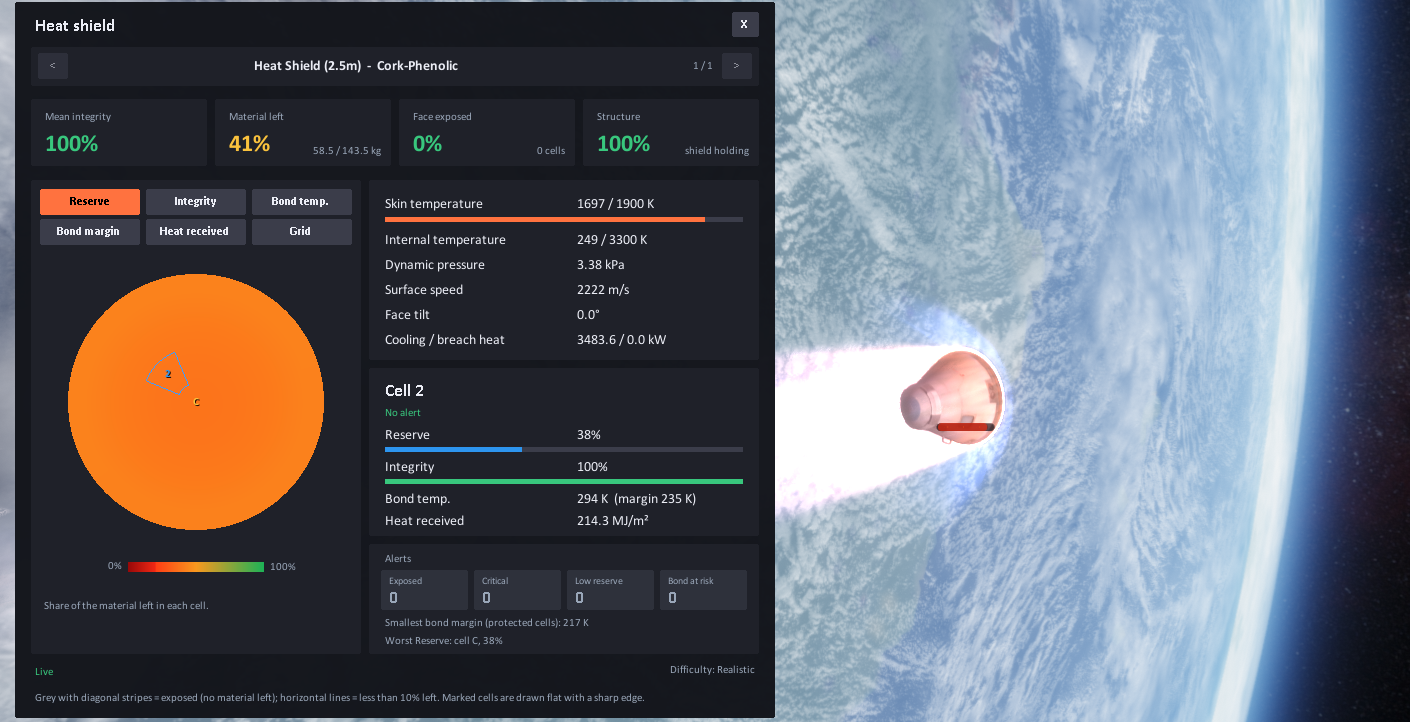 Heat shield
X
<
Heat Shield (2.5m) - Cork-Phenolic
1 / 1
>
Mean integrity
100%
Material left
41%
58.5 / 143.5 kg
Face exposed
0%
0 cells
Structure
100%
shield holding
Reserve
Integrity
Bond temp.
Bond margin
Heat received
Grid
2
C
0%
100%
Share of the material left in each cell.
Skin temperature 1697 / 1900 K
Internal temperature 249 / 3300 K
Dynamic pressure 3.38 kPa
Surface speed 2222 m/s
Face tilt 0.0°
Cooling / breach heat 3483.6 / 0.0 kW
Cell 2
No alert
Reserve 38%
Integrity 100%
Bond temp. 294 K (margin 235 K)
Heat received 214.3 MJ/m²
Alerts
Exposed
0
Critical
0
Low reserve
0
Bond at risk
0
Smallest bond margin (protected cells): 217 K
Worst Reserve: cell C, 38%
Live
Difficulty: Realistic
Grey with diagonal stripes = exposed (no material left); horizontal lines = less than 10% left. Marked cells are drawn flat with a sharp edge.